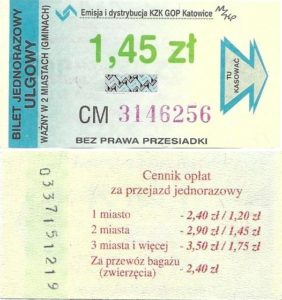 BILET JEDNORAZOWY
ULGOWY
WAŻNY W 2 MIASTACH (GMINACH)
Emisja i dystrybucja KZK GOP Katowice
1,45 zł
TU
KASOWAĆ
CM 3146256
BEZ PRAWA PRZESIADKI
0337151219
Cennik opłat
za przejazd jednorazowy
1 miasto - 2,40 zł / 1,20 zł
2 miasta - 2,90 zł / 1,45 zł
3 miasta i więcej - 3,50 zł / 1,75 zł
Za przewóz bagażu
(zwierzęcia) - 2,40 zł